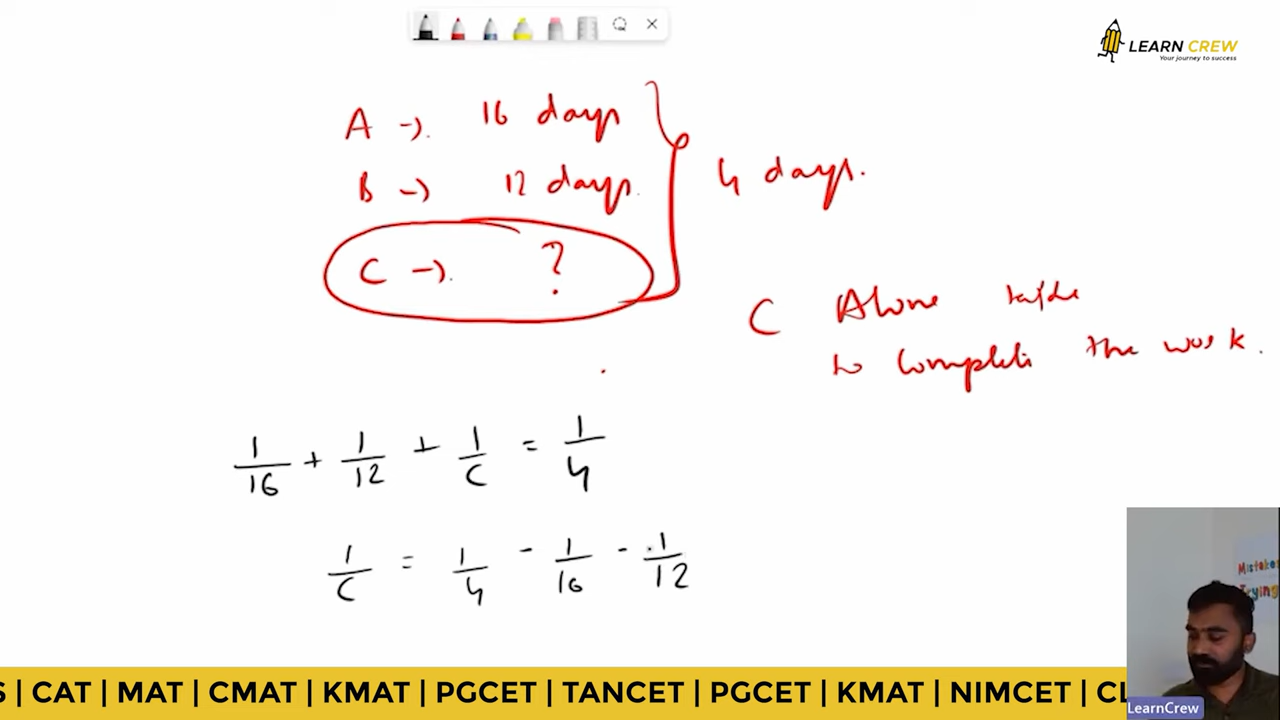 LEARN CREW
Your journey to success
A → 16 days
B → 12 days.
4 days.
C → ?
C Alone take
to complete the work.
1/16 + 1/12 + 1/C = 1/4
1/C = 1/4 - 1/16 - 1/12
Mistakes
Trying
S | CAT | MAT | CMAT | KMAT | PGCET | TANCET | PGCET | KMAT | NIMCET | CL
LearnCrew